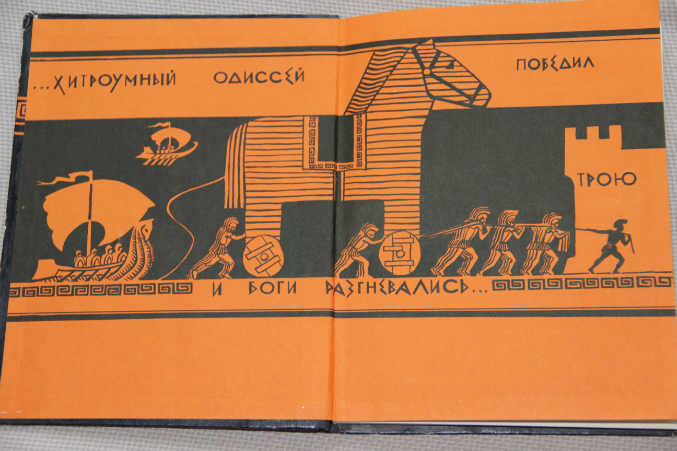 ...ХИТРОУМНЫЙ ОДИССЕЙ ПОБЕДИЛ
ТРОЮ
И БОГИ РАЗГНЕВАЛИСЬ...